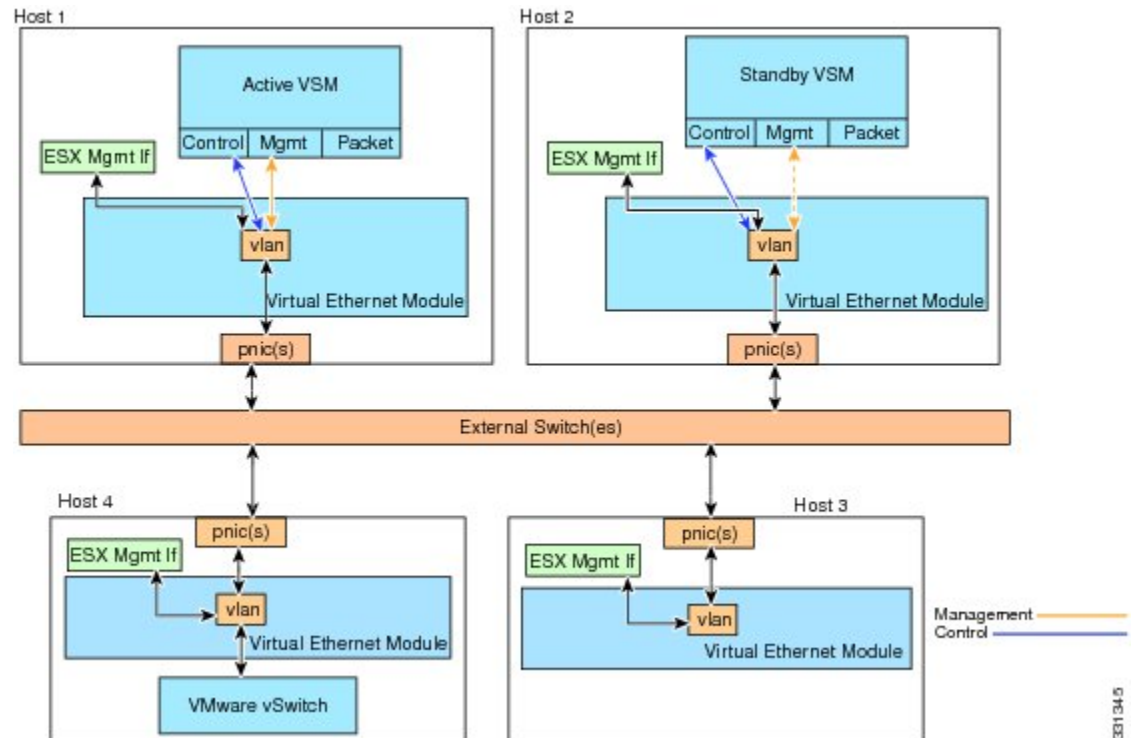 Host 1
Host 2
Active VSM
Control Mgmt Packet
ESX Mgmt If
vlan
Virtual Ethernet Module
pnic(s)
Standby VSM
Control Mgmt Packet
ESX Mgmt If
vlan
Virtual Ethernet Module
pnic(s)
External Switch(es)
Host 4
pnic(s)
ESX Mgmt If
vlan
Virtual Ethernet Module
VMware vSwitch
Host 3
pnic(s)
ESX Mgmt If
vlan
Virtual Ethernet Module
Management
Control
331345